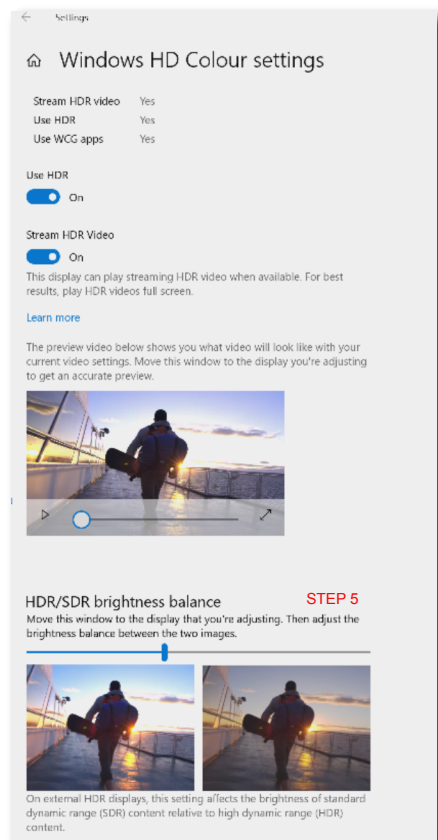 Settings
Windows HD Colour settings
Stream HDR video Yes
Use HDR Yes
Use WCG apps Yes
Use HDR
On
Stream HDR Video
On
This display can play streaming HDR video when available. For best
results, play HDR videos full screen.
Learn more
The preview video below shows you what video will look like with your
current video settings. Move this window to the display you're adjusting
to get an accurate preview.
HDR/SDR brightness balance STEP 5
Move this window to the display that you're adjusting. Then adjust the
brightness balance between the two images.
On external HDR displays, this setting affects the brightness of standard
dynamic range (SDR) content relative to high dynamic range (HDR)
content.